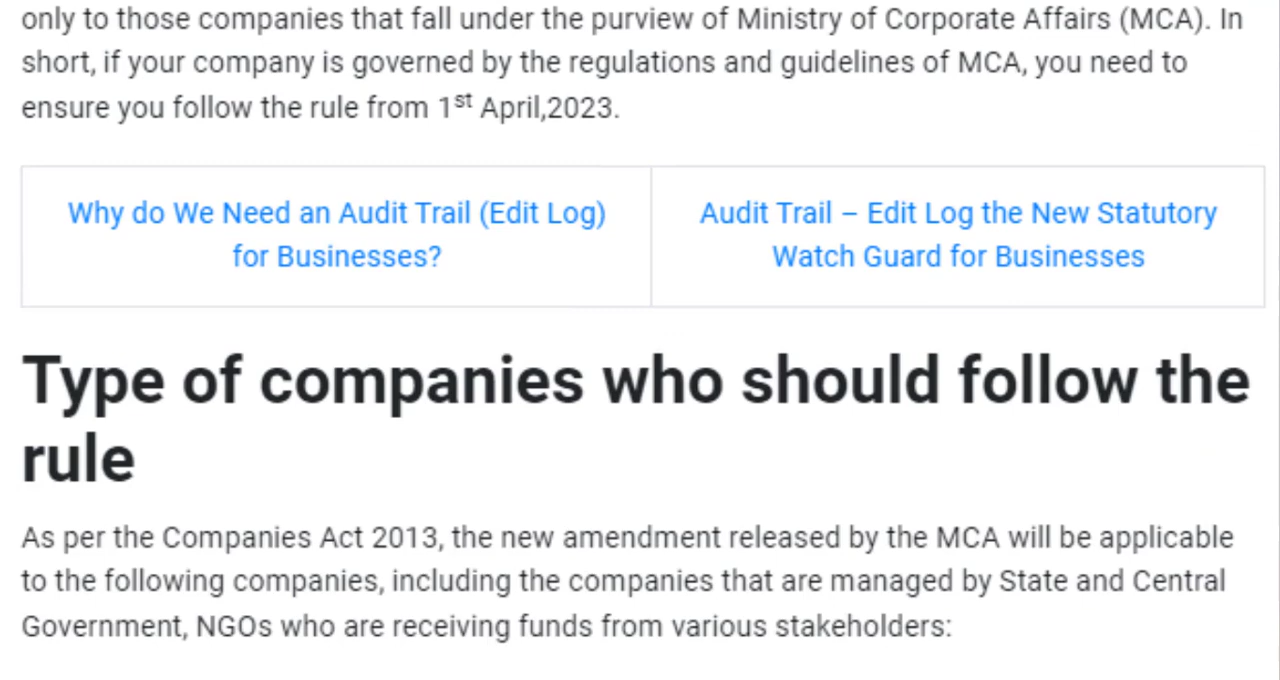 only to those companies that fall under the purview of Ministry of Corporate Affairs (MCA). In
short, if your company is governed by the regulations and guidelines of MCA, you need to
ensure you follow the rule from 1st April,2023.
Why do We Need an Audit Trail (Edit Log)
for Businesses?
Audit Trail – Edit Log the New Statutory
Watch Guard for Businesses
Type of companies who should follow the
rule
As per the Companies Act 2013, the new amendment released by the MCA will be applicable
to the following companies, including the companies that are managed by State and Central
Government, NGOs who are receiving funds from various stakeholders: